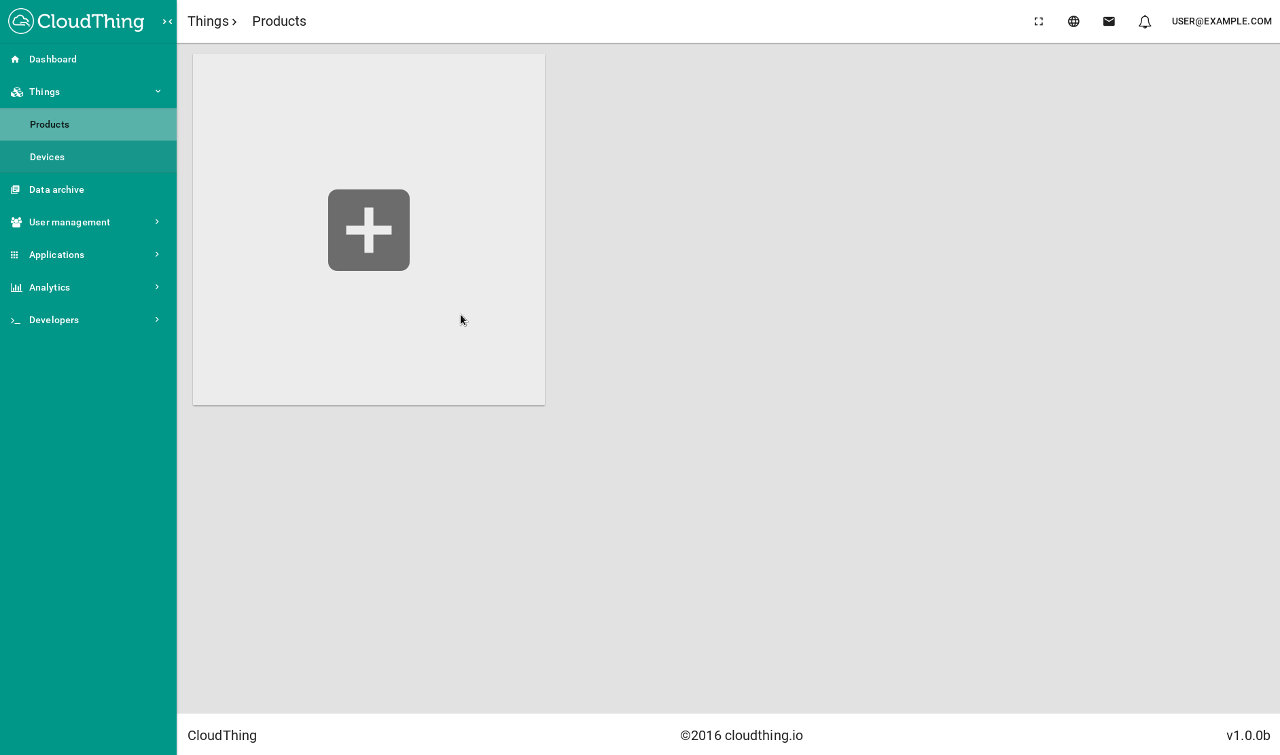 CloudThing
Things
Products
USER@EXAMPLE.COM
Dashboard
Things
Products
Devices
Data archive
User management
Applications
Analytics
Developers
CloudThing
©2016 cloudthing.io
v1.0.0b